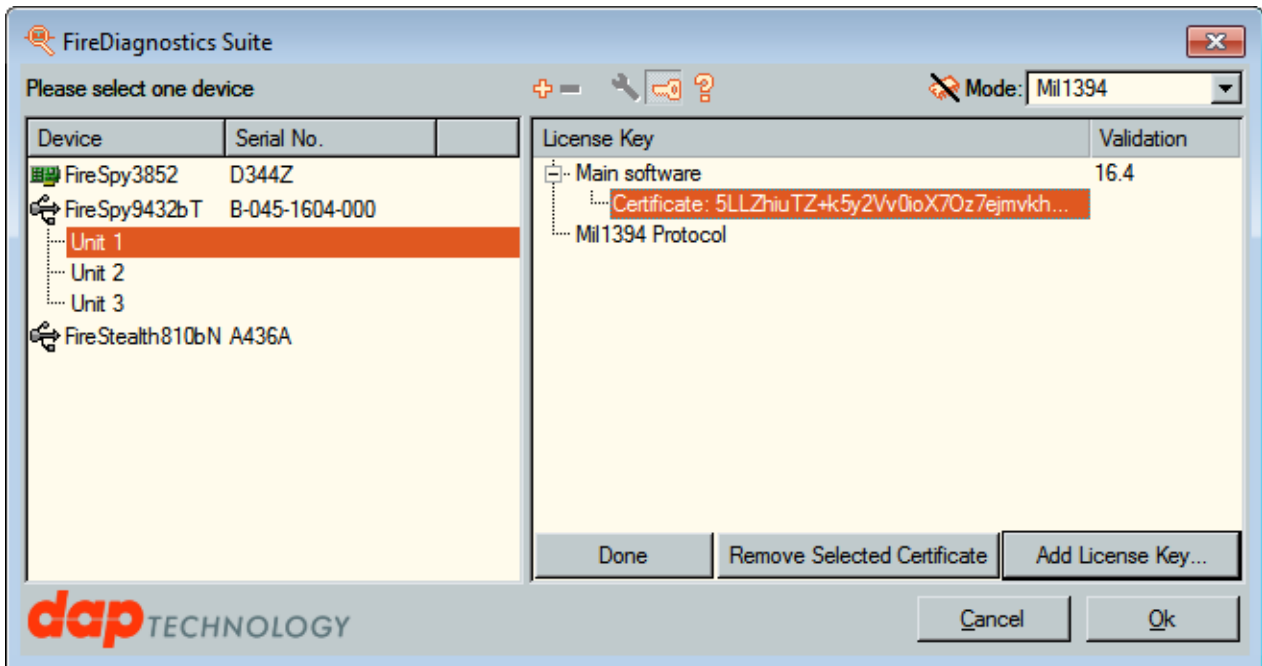 FireDiagnostics Suite
Please select one device
Mode: Mil1394
Device Serial No.
FireSpy3852 D344Z
FireSpy9432bT B-045-1604-000
Unit 1
Unit 2
Unit 3
FireStealth810bN A436A
License Key Validation
Main software 16.4
Certificate: 5LLZhiuTZ+k5y2Vv0ioX7Oz7ejmvkh...
Mil1394 Protocol
Done Remove Selected Certificate Add License Key...
dap TECHNOLOGY
Cancel Ok